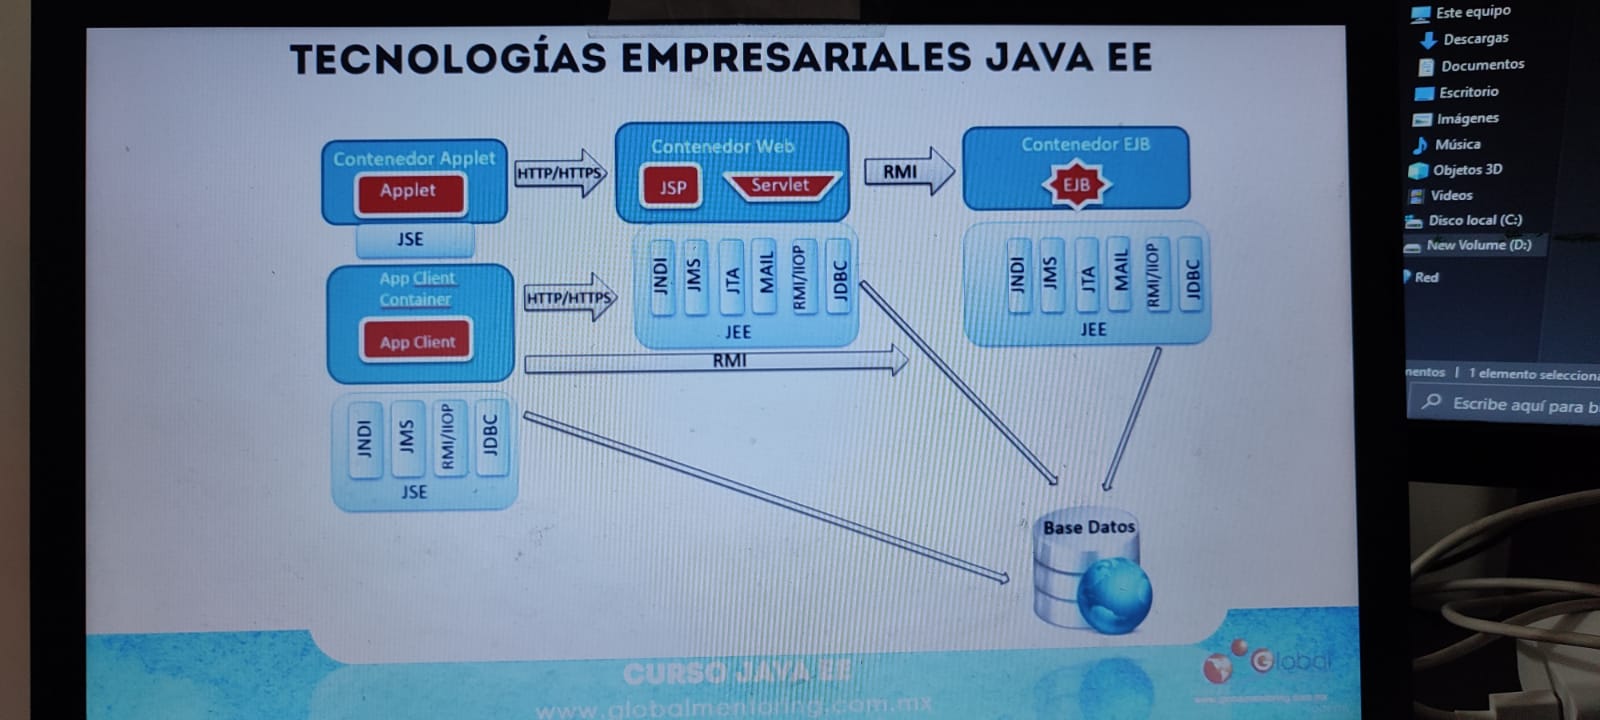 TECNOLOGÍAS EMPRESARIALES JAVA EE
Contenedor Applet
Applet
JSE
HTTP/HTTPS
Contenedor Web
JSP
Servlet
RMI
Contenedor EJB
EJB
App Client
Container
App Client
HTTP/HTTPS
JNDI
JMS
JTA
MAIL
RMI/IIOP
JDBC
JEE
JNDI
JMS
JTA
MAIL
RMI/IIOP
JDBC
JEE
RMI
JNDI
JMS
RMI/IIOP
JDBC
JSE
Base Datos
CURSO JAVA EE
www.globalmentoring.com.mx
Global
Este equipo
Descargas
Documentos
Escritorio
Imágenes
Música
Objetos 3D
Videos
Disco local (C:)
New Volume (D:)
Red
mentos | 1 elemento seleccion
Escribe aquí para b